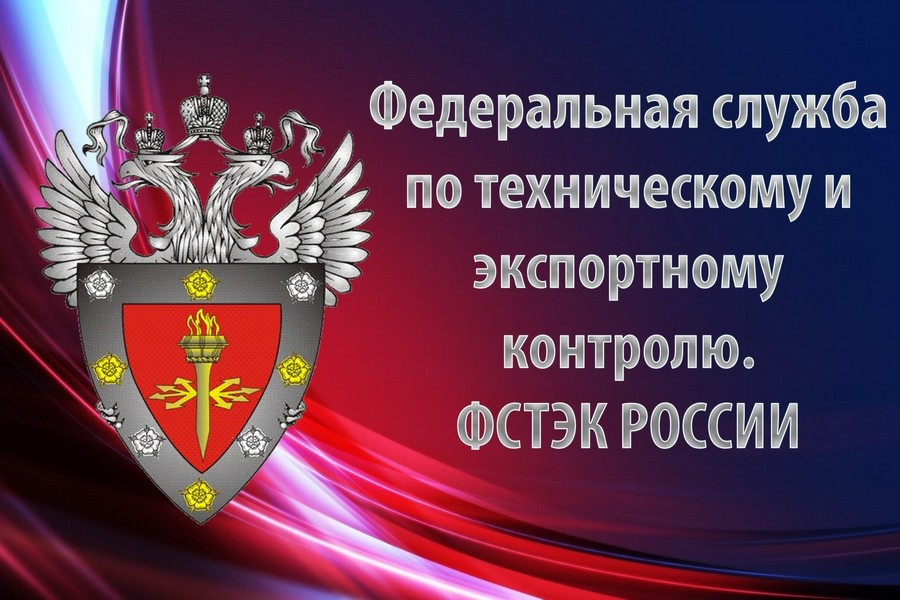 Федеральная служба
по техническому и
экспортному
контролю.
ФСТЭК РОССИИ